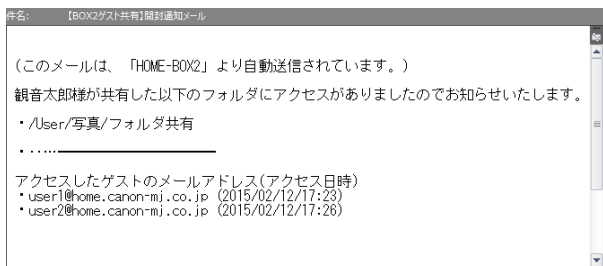 件名: 【BOX2ゲスト共有】開封通知メール
(このメールは、「HOME-BOX2」より自動送信されています。)
観音太郎様が共有した以下のフォルダにアクセスがありましたのでお知らせいたします。
・/User/写真/フォルダ共有
・・・・・・――――――――――――
アクセスしたゲストのメールアドレス(アクセス日時)
・user1@home.canon-mj.co.jp (2015/02/12/17:23)
・user2@home.canon-mj.co.jp (2015/02/12/17:26)